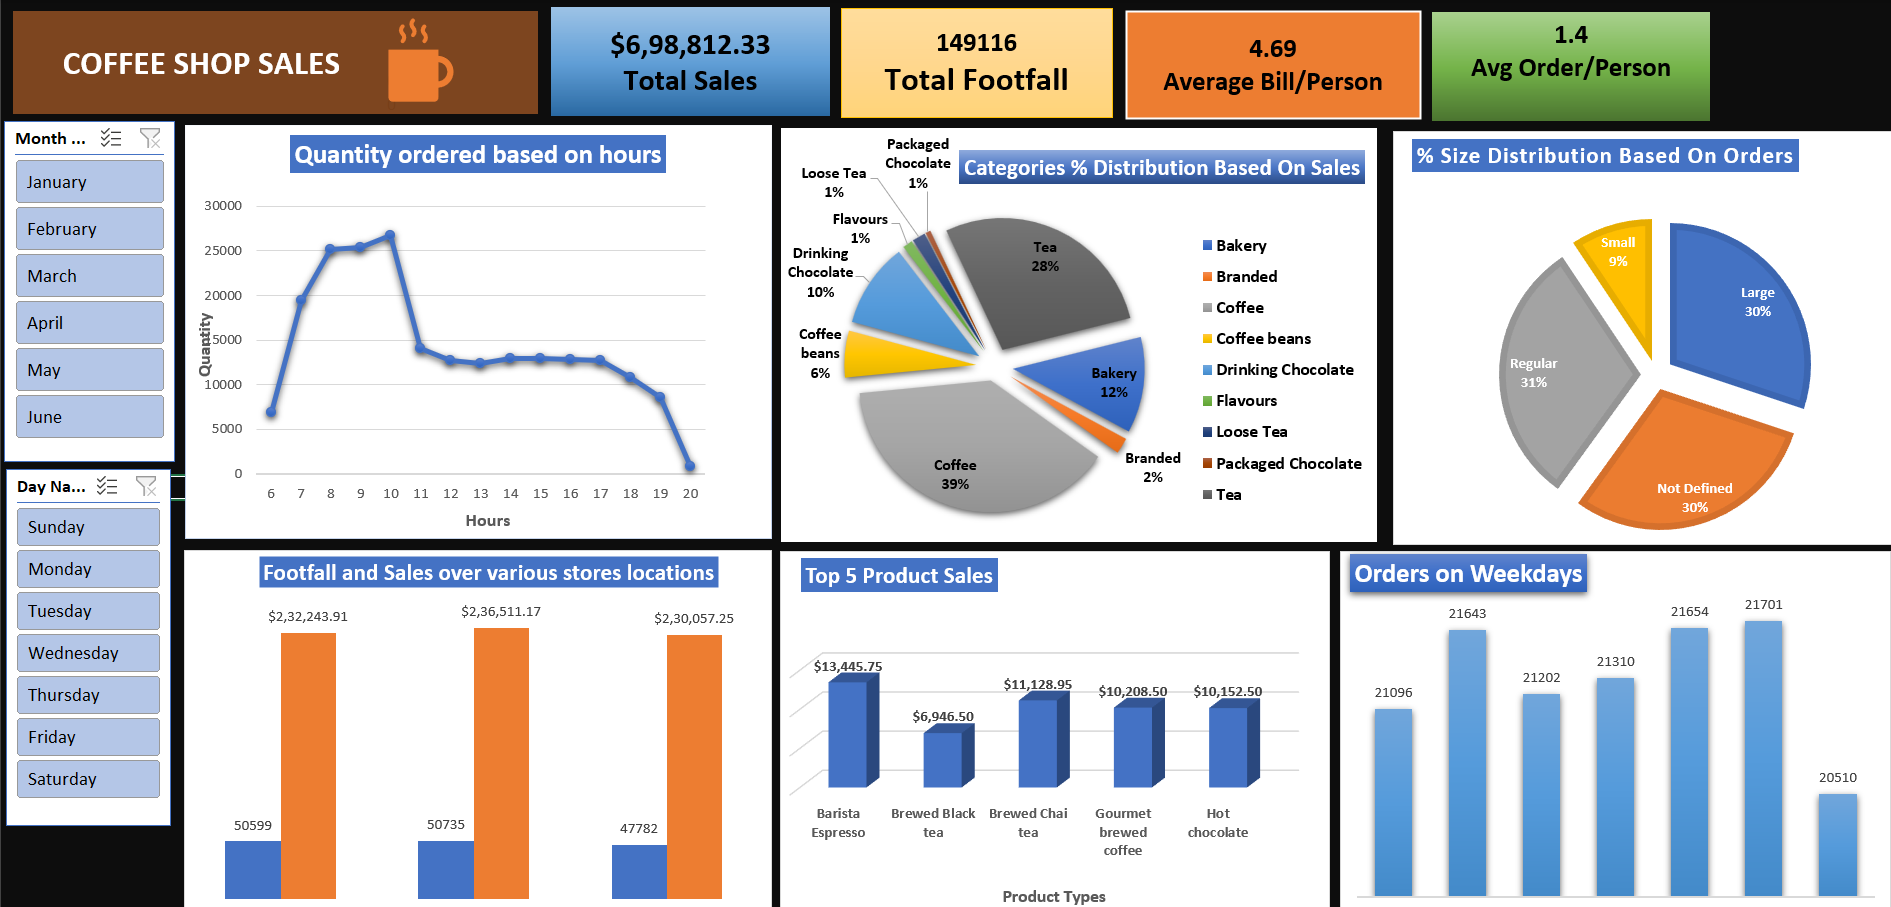 COFFEE SHOP SALES
$6,98,812.33
Total Sales
149116
Total Footfall
4.69
Average Bill/Person
1.4
Avg Order/Person
Month ...
January
February
March
April
May
June
Day Na...
Sunday
Monday
Tuesday
Wednesday
Thursday
Friday
Saturday
Quantity ordered based on hours
30000
25000
20000
15000
10000
5000
0
Quantity
6 7 8 9 10 11 12 13 14 15 16 17 18 19 20
Hours
Categories % Distribution Based On Sales
Packaged
Chocolate
1%
Loose Tea
1%
Flavours
1%
Drinking
Chocolate
10%
Coffee
beans
6%
Tea
28%
Bakery
12%
Branded
2%
Coffee
39%
Bakery
Branded
Coffee
Coffee beans
Drinking Chocolate
Flavours
Loose Tea
Packaged Chocolate
Tea
% Size Distribution Based On Orders
Small
9%
Large
30%
Regular
31%
Not Defined
30%
Footfall and Sales over various stores locations
$2,32,243.91
$2,36,511.17
$2,30,057.25
50599
50735
47782
Top 5 Product Sales
$13,445.75
$6,946.50
$11,128.95
$10,208.50
$10,152.50
Barista
Espresso
Brewed Black
tea
Brewed Chai
tea
Gourmet
brewed
coffee
Hot
chocolate
Product Types
Orders on Weekdays
21096
21643
21202
21310
21654
21701
20510